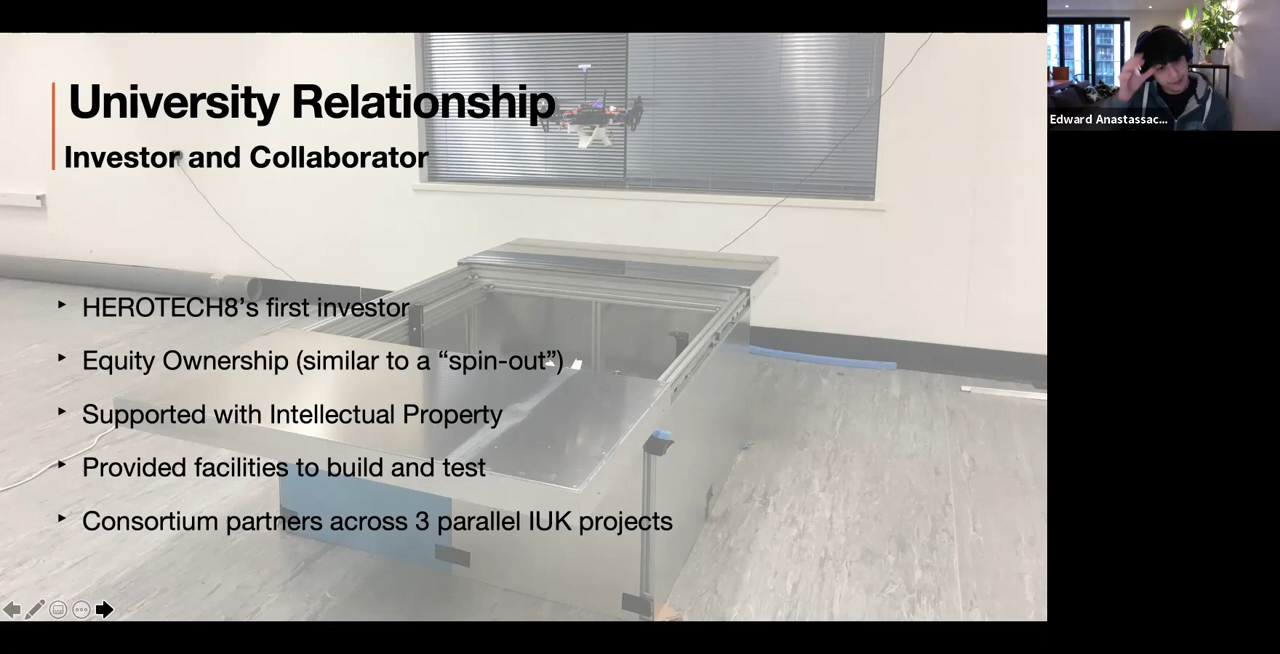 University Relationship
Investor and Collaborator
HEROTECH8’s first investor
Equity Ownership (similar to a “spin-out”)
Supported with Intellectual Property
Provided facilities to build and test
Consortium partners across 3 parallel IUK projects
Edward Anastassac...